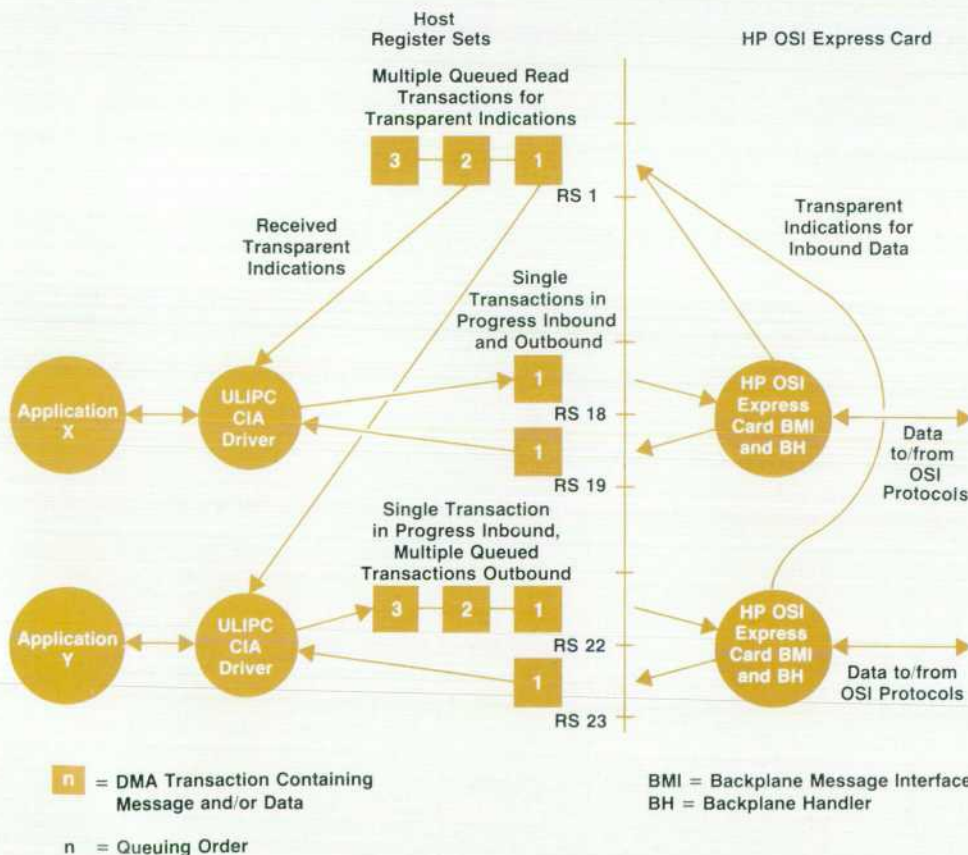 Host
Register Sets
HP OSI Express Card
Multiple Queued Read
Transactions for
Transparent Indications
3
2
1
RS 1
Received
Transparent
Indications
Transparent
Indications for
Inbound Data
Single
Transactions in
Progress Inbound
and Outbound
Application
X
ULIPC
CIA
Driver
1
RS 18
1
RS 19
HP OSI
Express
Card BMI
and BH
Data
to/from
OSI
Protocols
Single Transaction
in Progress Inbound,
Multiple Queued
Transactions Outbound
Application
Y
ULIPC
CIA
Driver
3
2
1
RS 22
1
RS 23
HP OSI
Express
Card BMI
and BH
Data to/from
OSI Protocols
n = DMA Transaction Containing
Message and/or Data
n = Queuing Order
BMI = Backplane Message Interface
BH = Backplane Handler